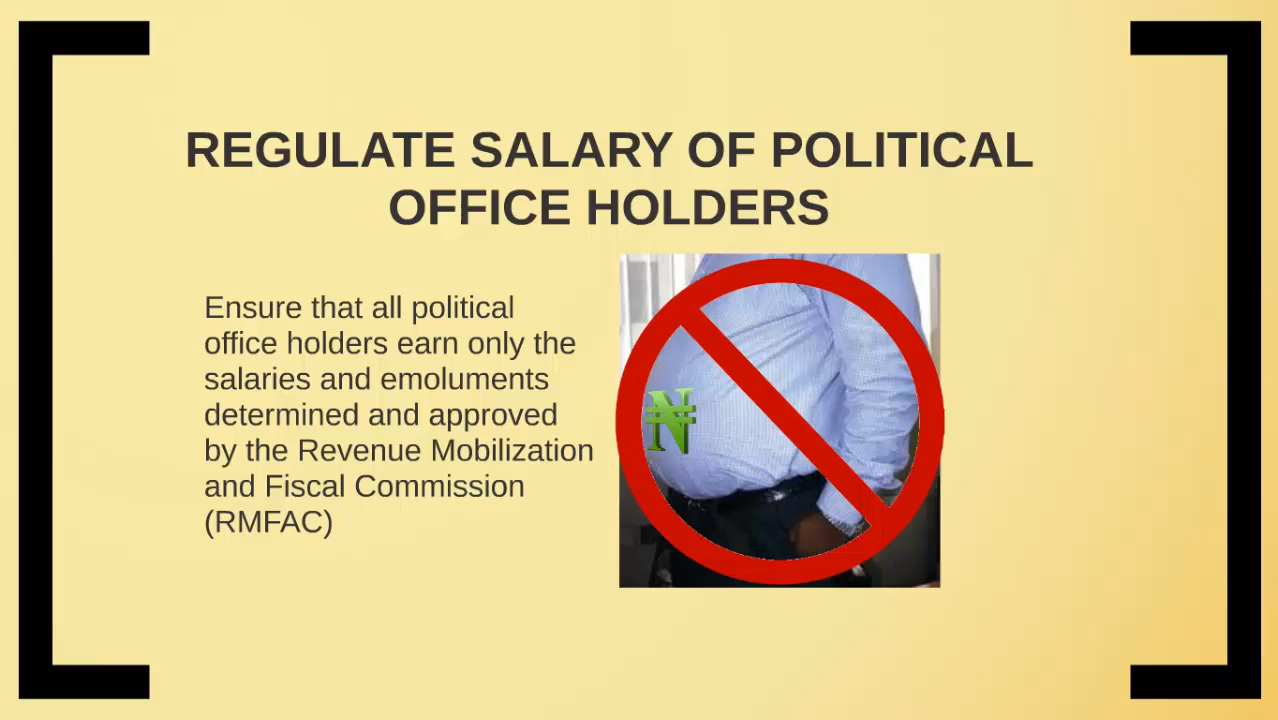 REGULATE SALARY OF POLITICAL
OFFICE HOLDERS
Ensure that all political
office holders earn only the
salaries and emoluments
determined and approved
by the Revenue Mobilization
and Fiscal Commission
(RMFAC)
₦